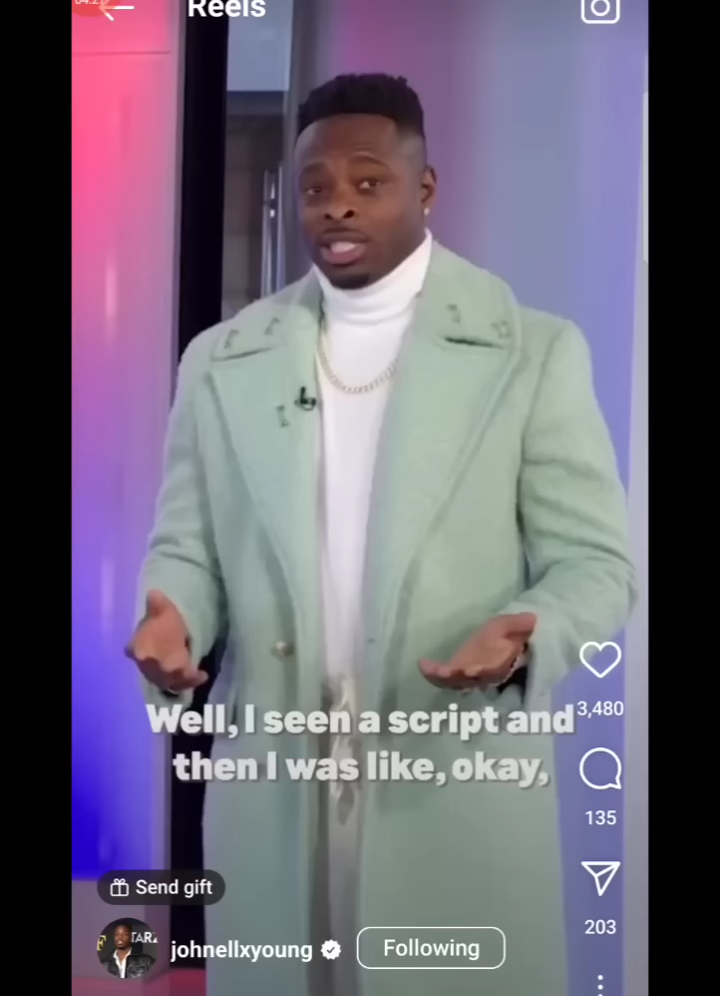 Reels
Well, I seen a script and
then I was like, okay,
3,480
135
203
Send gift
johnellxyoung
Following